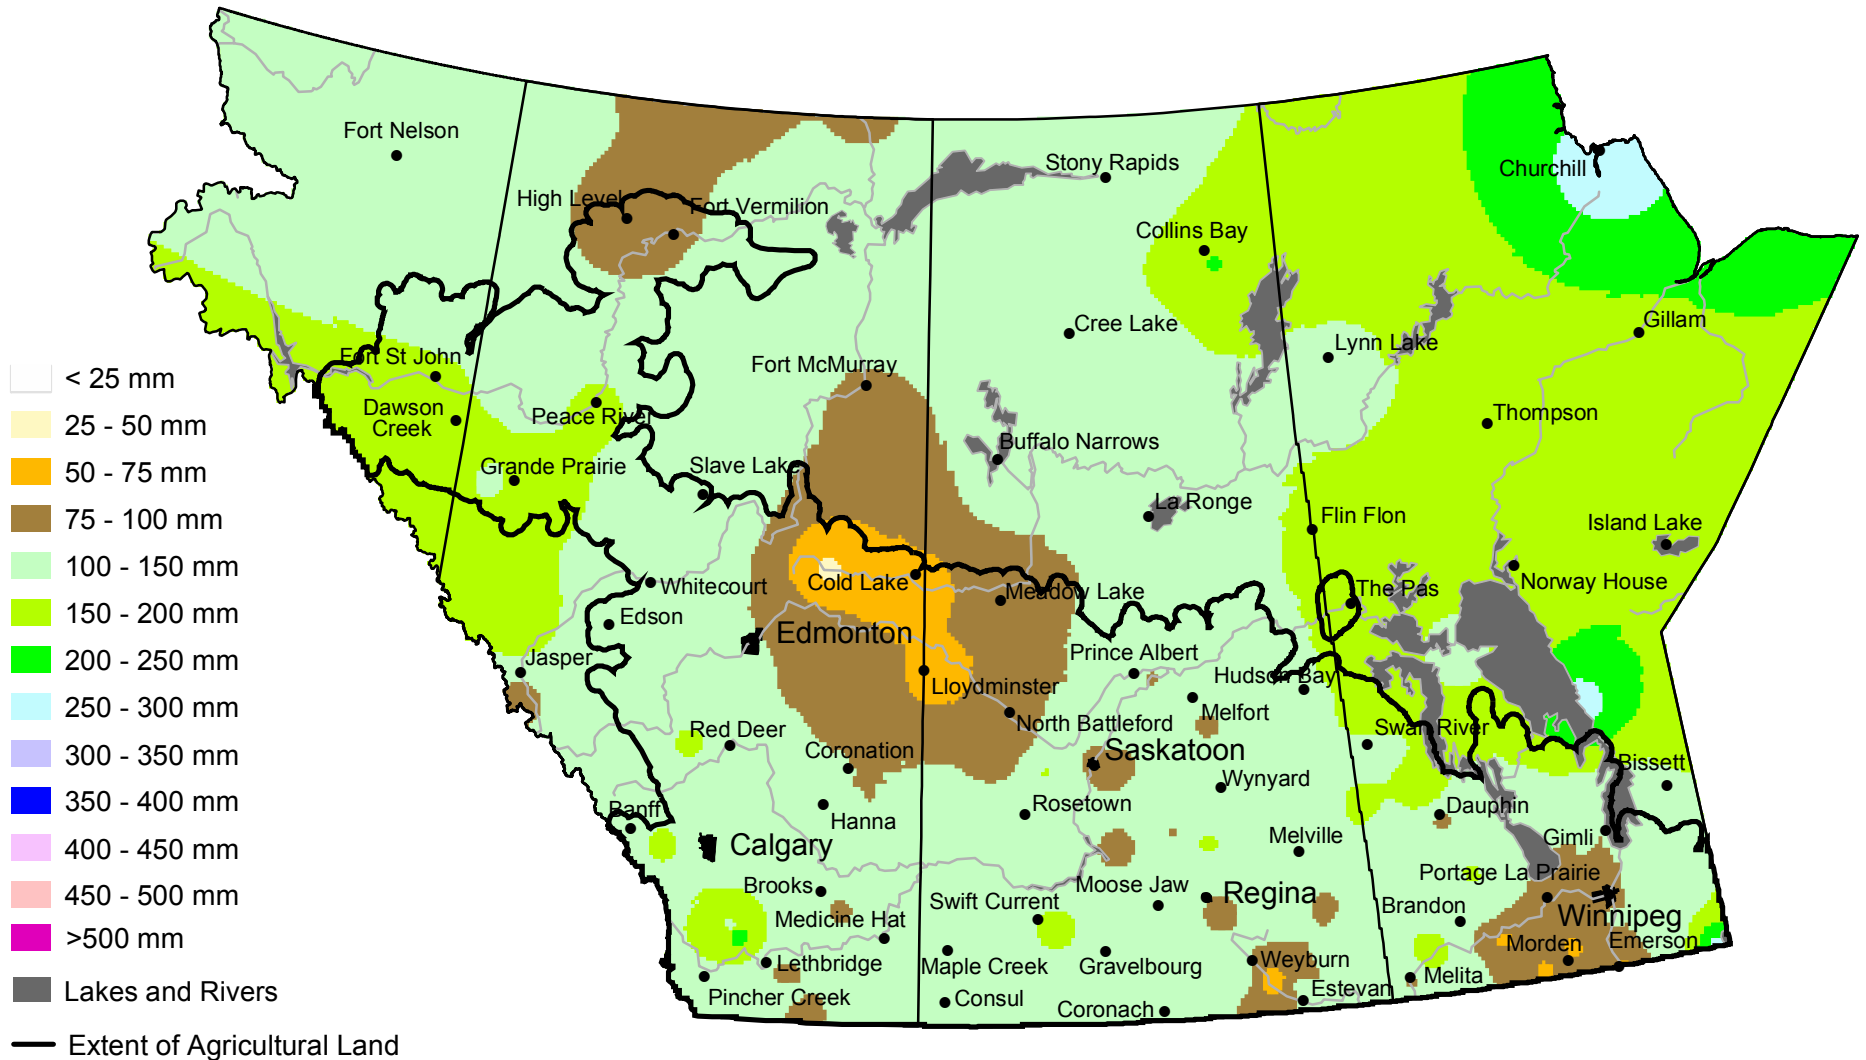 Fort Nelson
High Level
Fort Vermilion
Stony Rapids
Churchill
Collins Bay
Cree Lake
Lynn Lake
Gillam
Fort St John
Fort McMurray
Dawson
Creek
Peace River
Thompson
Buffalo Narrows
Grande Prairie
Slave Lake
La Ronge
Flin Flon
Island Lake
Whitecourt
Cold Lake
Meadow Lake
The Pas
Norway House
Edson
Edmonton
Jasper
Prince Albert
Hudson Bay
Lloydminster
Melfort
North Battleford
Red Deer
Coronation
Saskatoon
Swan River
Bissett
Wynyard
Banff
Hanna
Rosetown
Dauphin
Calgary
Melville
Gimli
Brooks
Moose Jaw
Regina
Portage La Prairie
Medicine Hat
Swift Current
Brandon
Winnipeg
Lethbridge
Maple Creek
Gravelbourg
Weyburn
Morden
Emerson
Pincher Creek
Consul
Coronach
Estevan
Melita
< 25 mm
25 - 50 mm
50 - 75 mm
75 - 100 mm
100 - 150 mm
150 - 200 mm
200 - 250 mm
250 - 300 mm
300 - 350 mm
350 - 400 mm
400 - 450 mm
450 - 500 mm
>500 mm
Lakes and Rivers
Extent of Agricultural Land